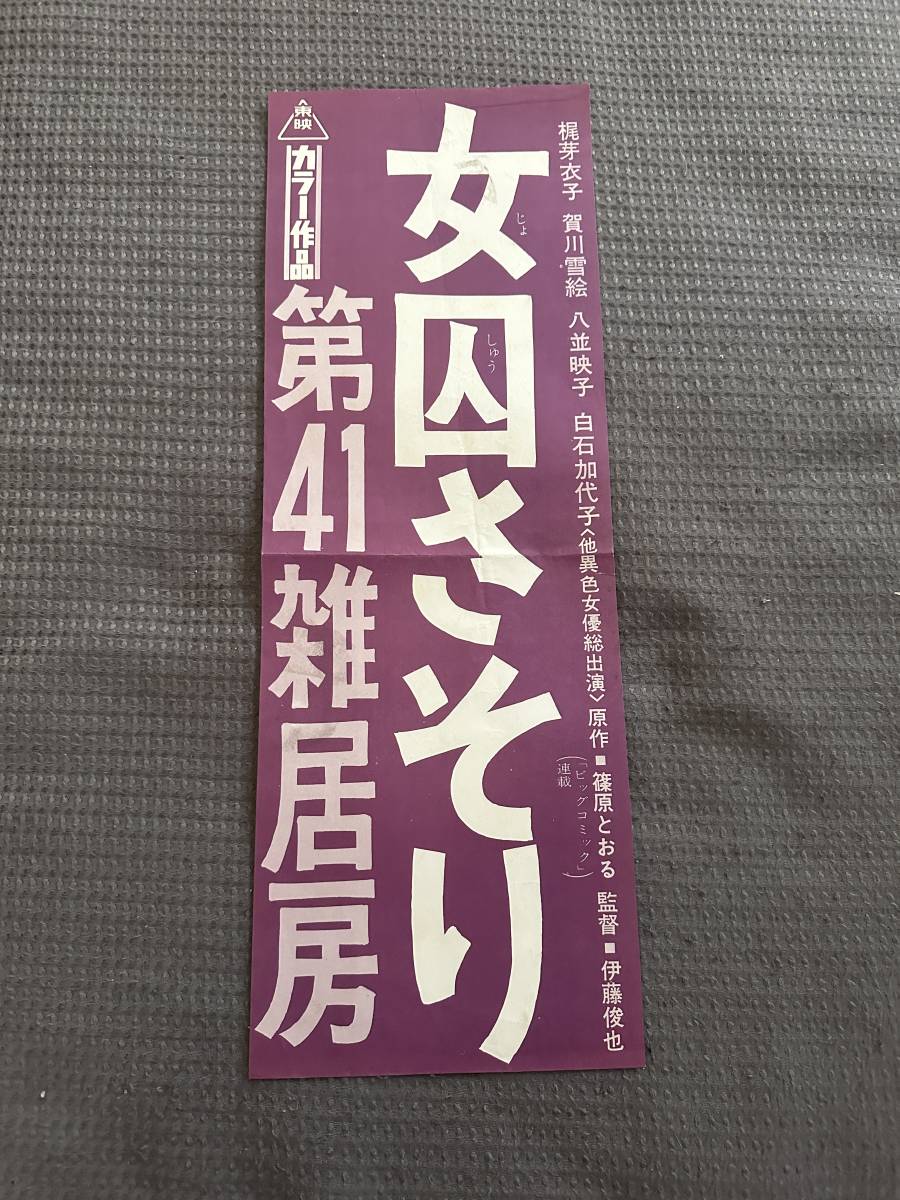 梶芽衣子 賀川雪絵 八並映子 白石加代子〈他異色女優総出演〉原作■篠原とおる 監督■伊藤俊也
(「ビッグコミック」連載)
女囚さそり
じょしゅう
東映
カラー作品
第41雑居房